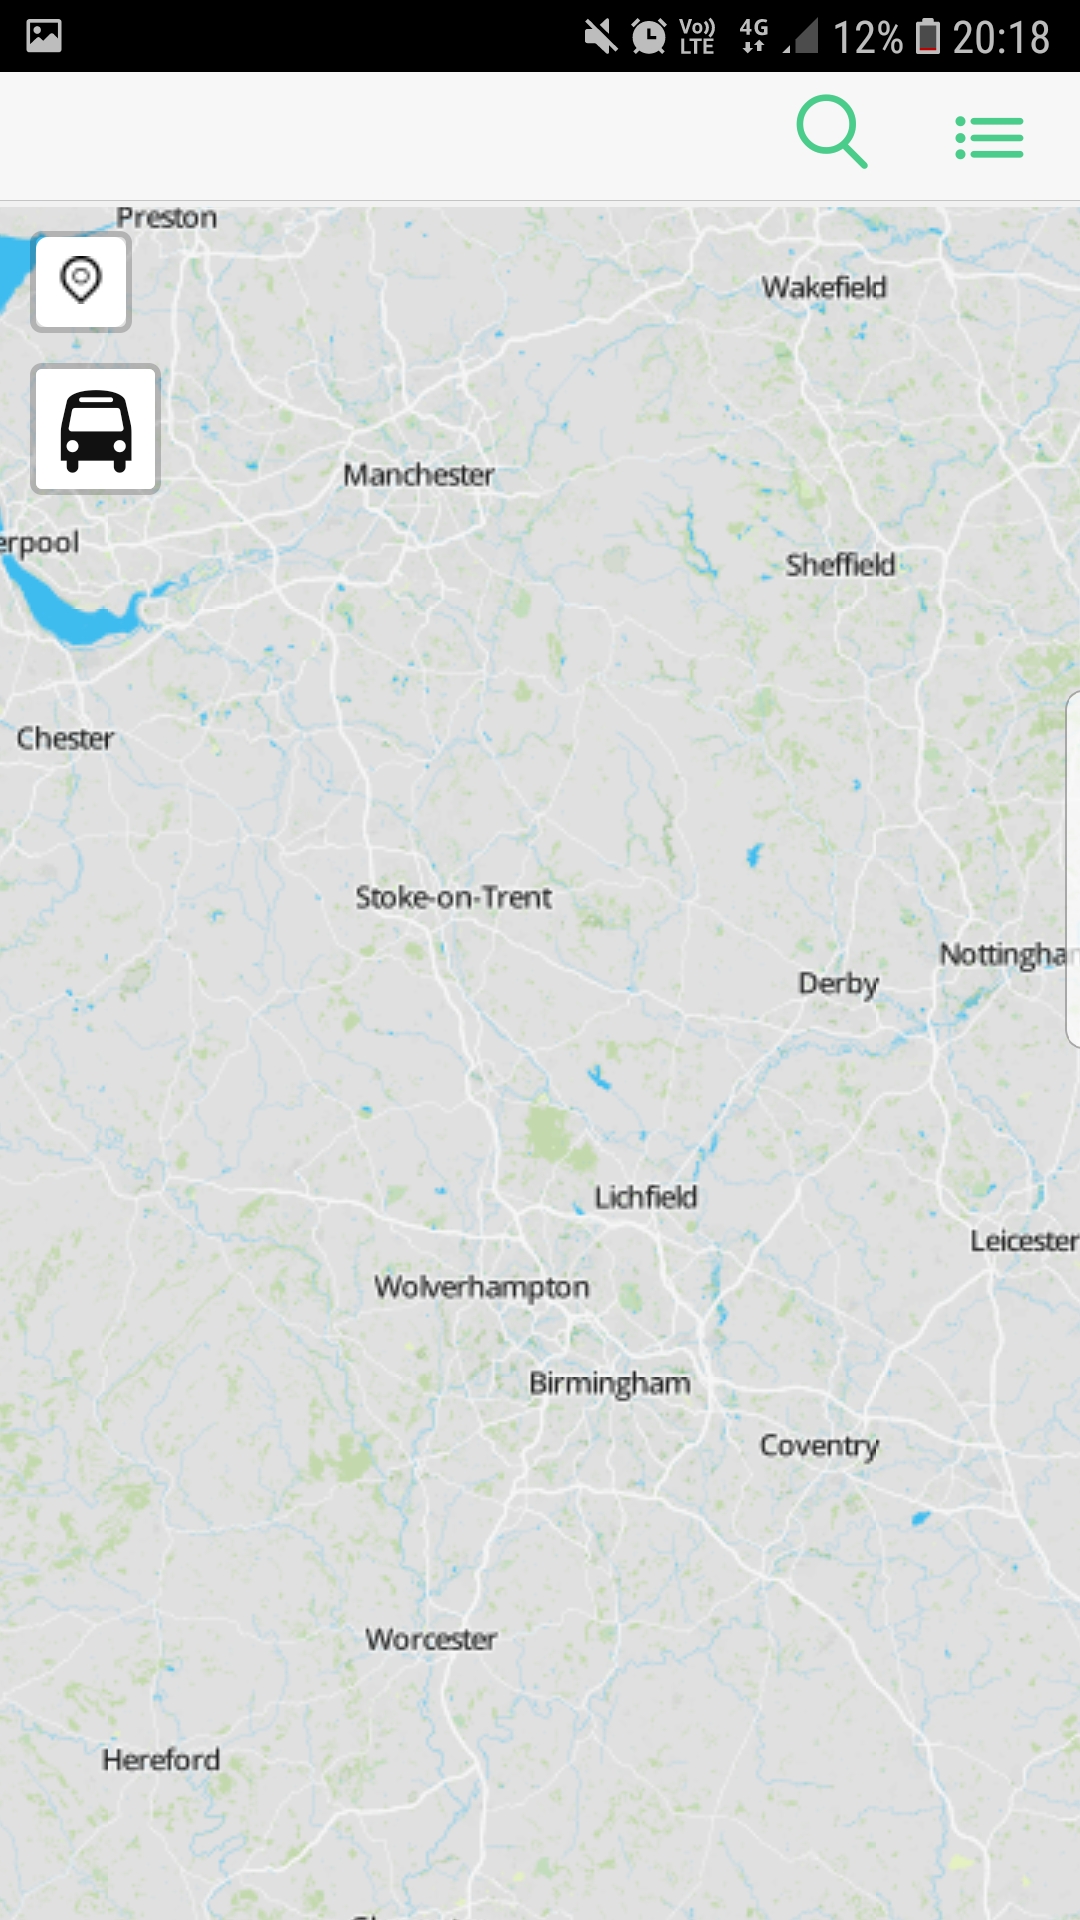 Vo))
LTE
4G
12%
20:18
Preston
Wakefield
Manchester
erpool
Sheffield
Chester
Stoke-on-Trent
Nottingha
Derby
Lichfield
Leicester
Wolverhampton
Birmingham
Coventry
Worcester
Hereford